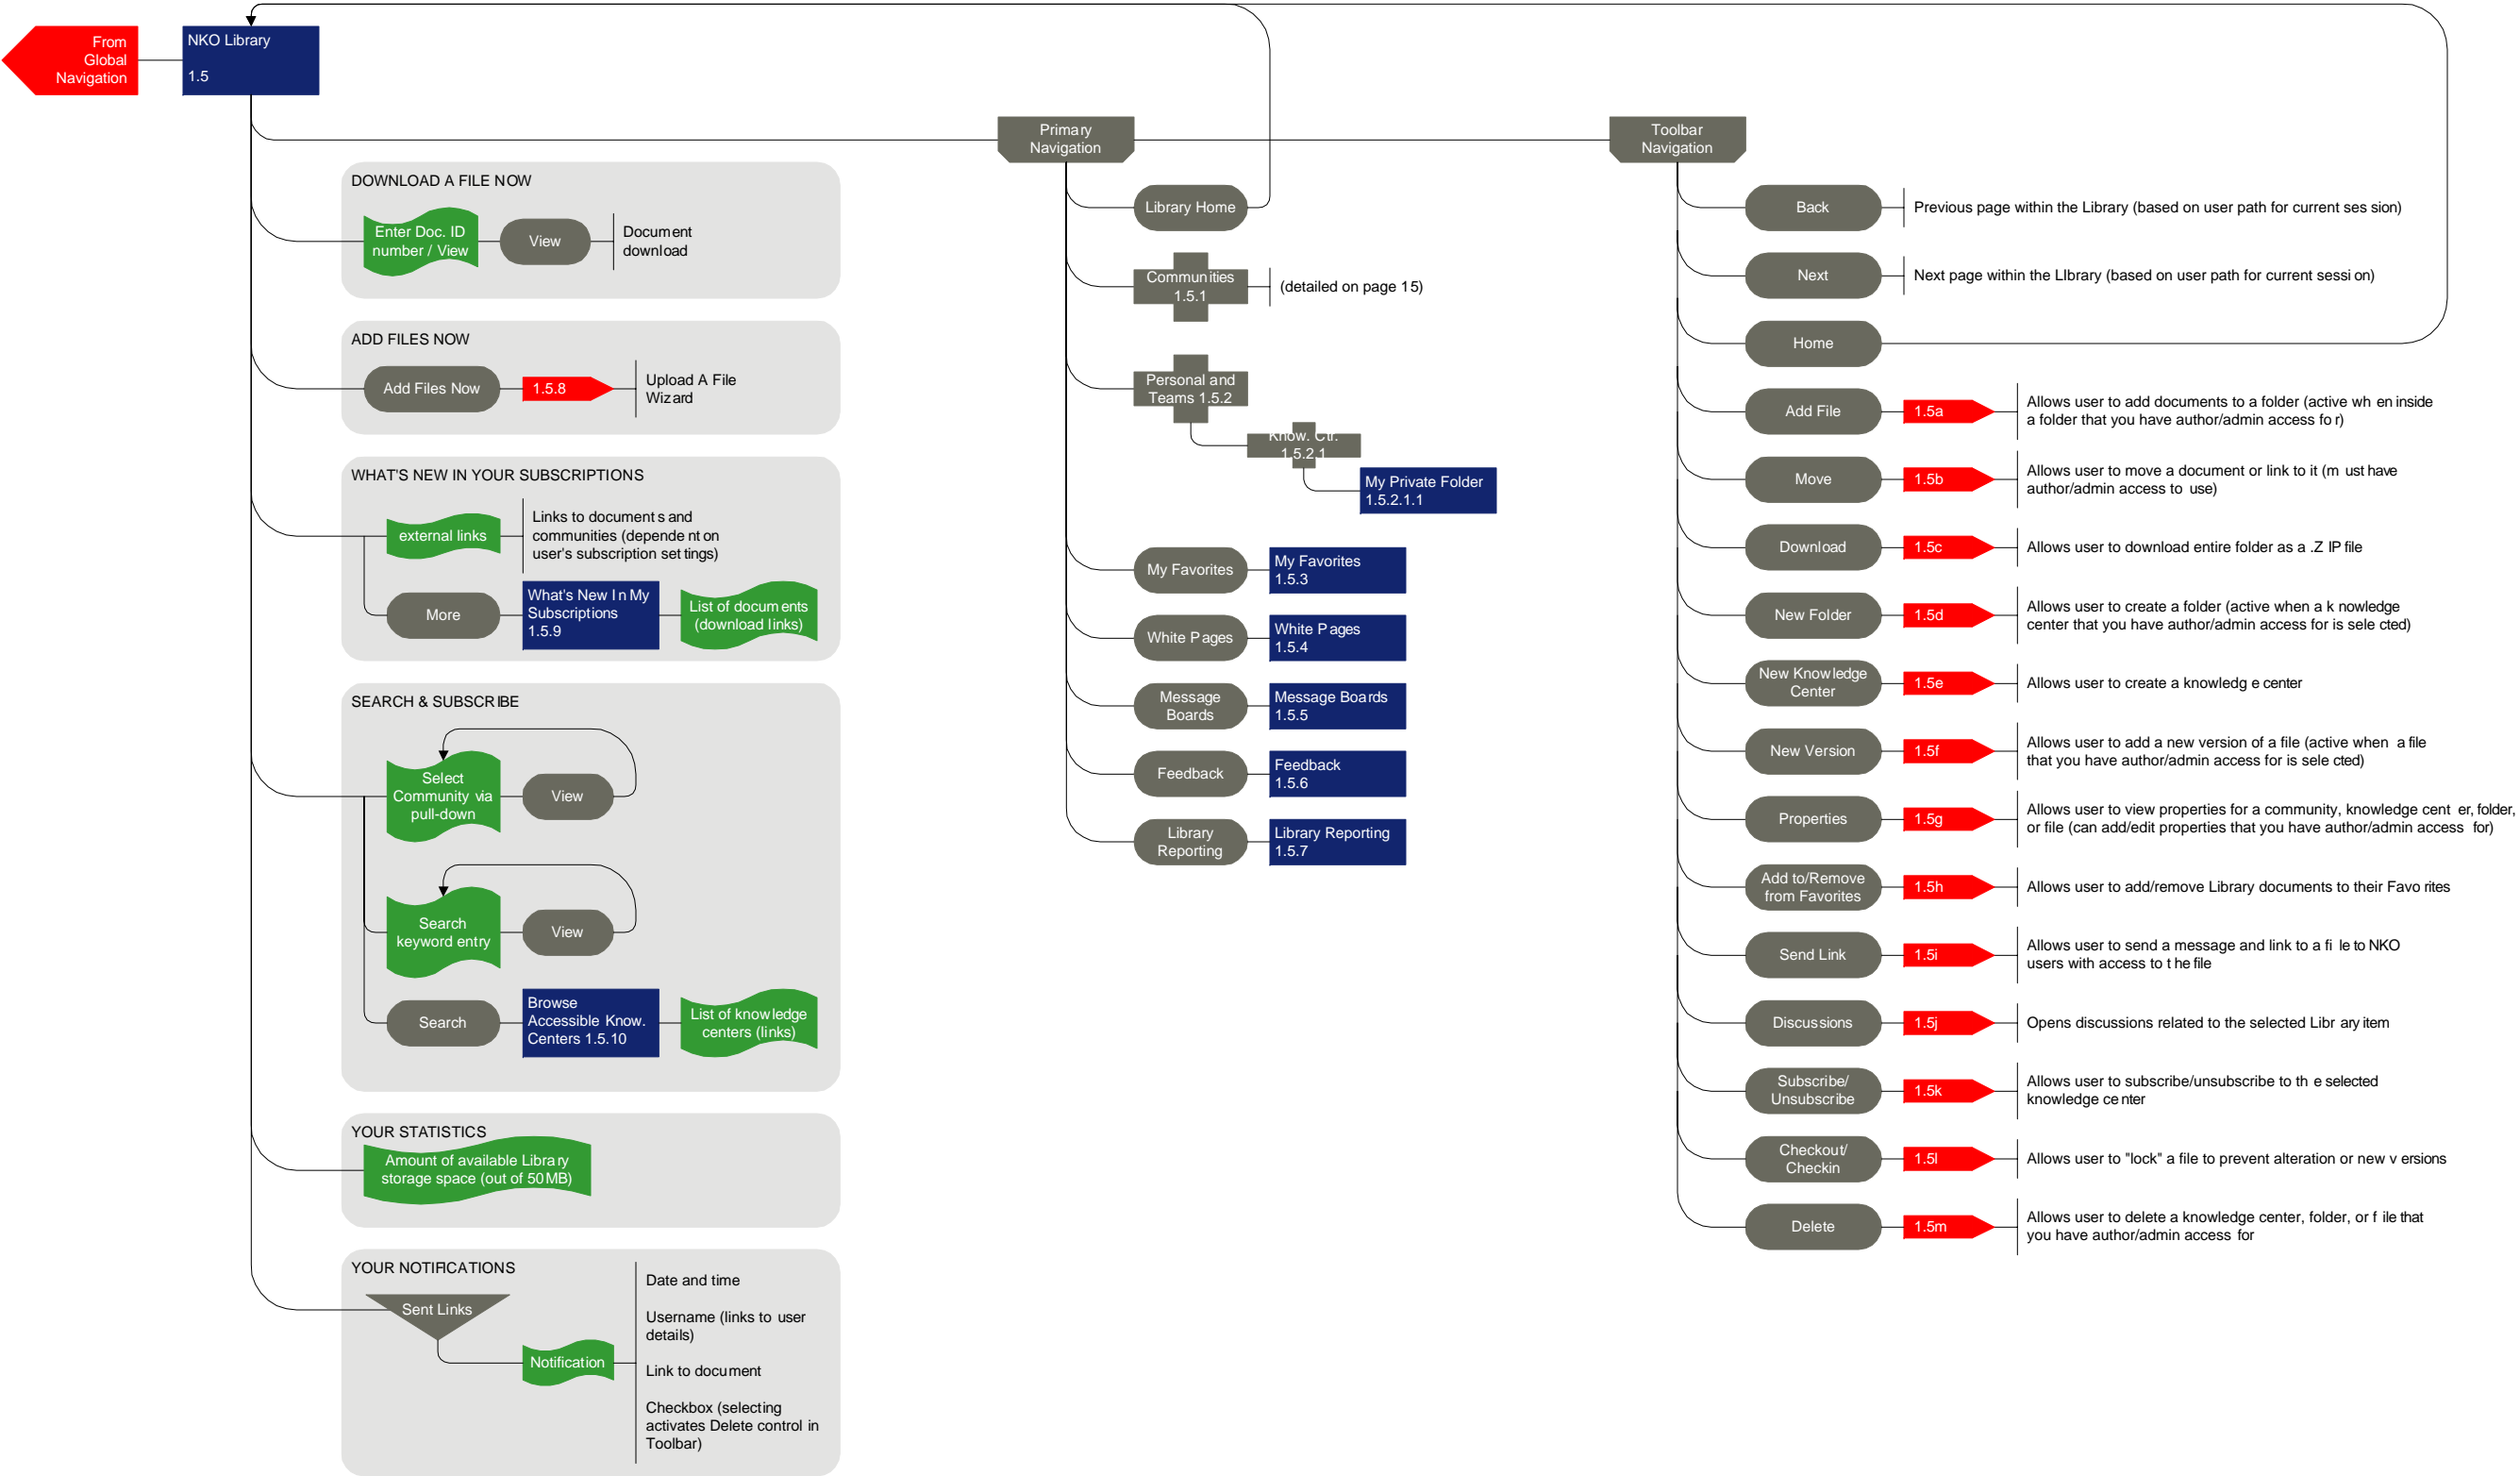 From
Global
Navigation
NKO Library
1.5
DOWNLOAD A FILE NOW
Enter Doc. ID
number / View
View
Document
download
ADD FILES NOW
Add Files Now
1.5.8
Upload A File
Wizard
WHAT'S NEW IN YOUR SUBSCRIPTIONS
external links
Links to documents and
communities (dependent on
user's subscription settings)
More
What's New In My
Subscriptions
1.5.9
List of documents
(download links)
SEARCH & SUBSCRIBE
Select
Community via
pull-down
View
Search
keyword entry
View
Search
Browse
Accessible Know.
Centers 1.5.10
List of knowledge
centers (links)
YOUR STATISTICS
Amount of available Library
storage space (out of 50MB)
YOUR NOTIFICATIONS
Sent Links
Notification
Date and time
Username (links to user
details)
Link to document
Checkbox (selecting
activates Delete control in
Toolbar)
Primary
Navigation
Library Home
Communities
1.5.1
(detailed on page 15)
Personal and
Teams 1.5.2
Know. Ctr.
1.5.2.1
My Private Folder
1.5.2.1.1
My Favorites
My Favorites
1.5.3
White Pages
White Pages
1.5.4
Message
Boards
Message Boards
1.5.5
Feedback
Feedback
1.5.6
Library
Reporting
Library Reporting
1.5.7
Toolbar
Navigation
Back
Previous page within the Library (based on user path for current session)
Next
Next page within the LIbrary (based on user path for current session)
Home
Add File
1.5a
Allows user to add documents to a folder (active when inside
a folder that you have author/admin access for)
Move
1.5b
Allows user to move a document or link to it (must have
author/admin access to use)
Download
1.5c
Allows user to download entire folder as a .ZIP file
New Folder
1.5d
Allows user to create a folder (active when a knowledge
center that you have author/admin access for is selected)
New Knowledge
Center
1.5e
Allows user to create a knowledge center
New Version
1.5f
Allows user to add a new version of a file (active when a file
that you have author/admin access for is selected)
Properties
1.5g
Allows user to view properties for a community, knowledge center, folder,
or file (can add/edit properties that you have author/admin access for)
Add to/Remove
from Favorites
1.5h
Allows user to add/remove Library documents to their Favorites
Send Link
1.5i
Allows user to send a message and link to a file to NKO
users with access to the file
Discussions
1.5j
Opens discussions related to the selected Library item
Subscribe/
Unsubscribe
1.5k
Allows user to subscribe/unsubscribe to the selected
knowledge center
Checkout/
Checkin
1.5l
Allows user to "lock" a file to prevent alteration or new versions
Delete
1.5m
Allows user to delete a knowledge center, folder, or file that
you have author/admin access for